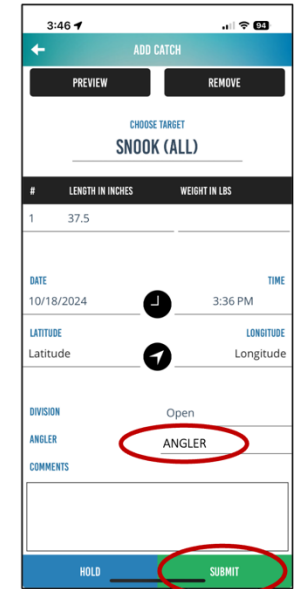 3:46 94
ADD CATCH
PREVIEW REMOVE
CHOOSE TARGET
SNOOK (ALL)
# LENGTH IN INCHES WEIGHT IN LBS
1 37.5
DATE TIME
10/18/2024 3:36 PM
LATITUDE LONGITUDE
Latitude Longitude
DIVISION Open
ANGLER ANGLER
COMMENTS
HOLD SUBMIT